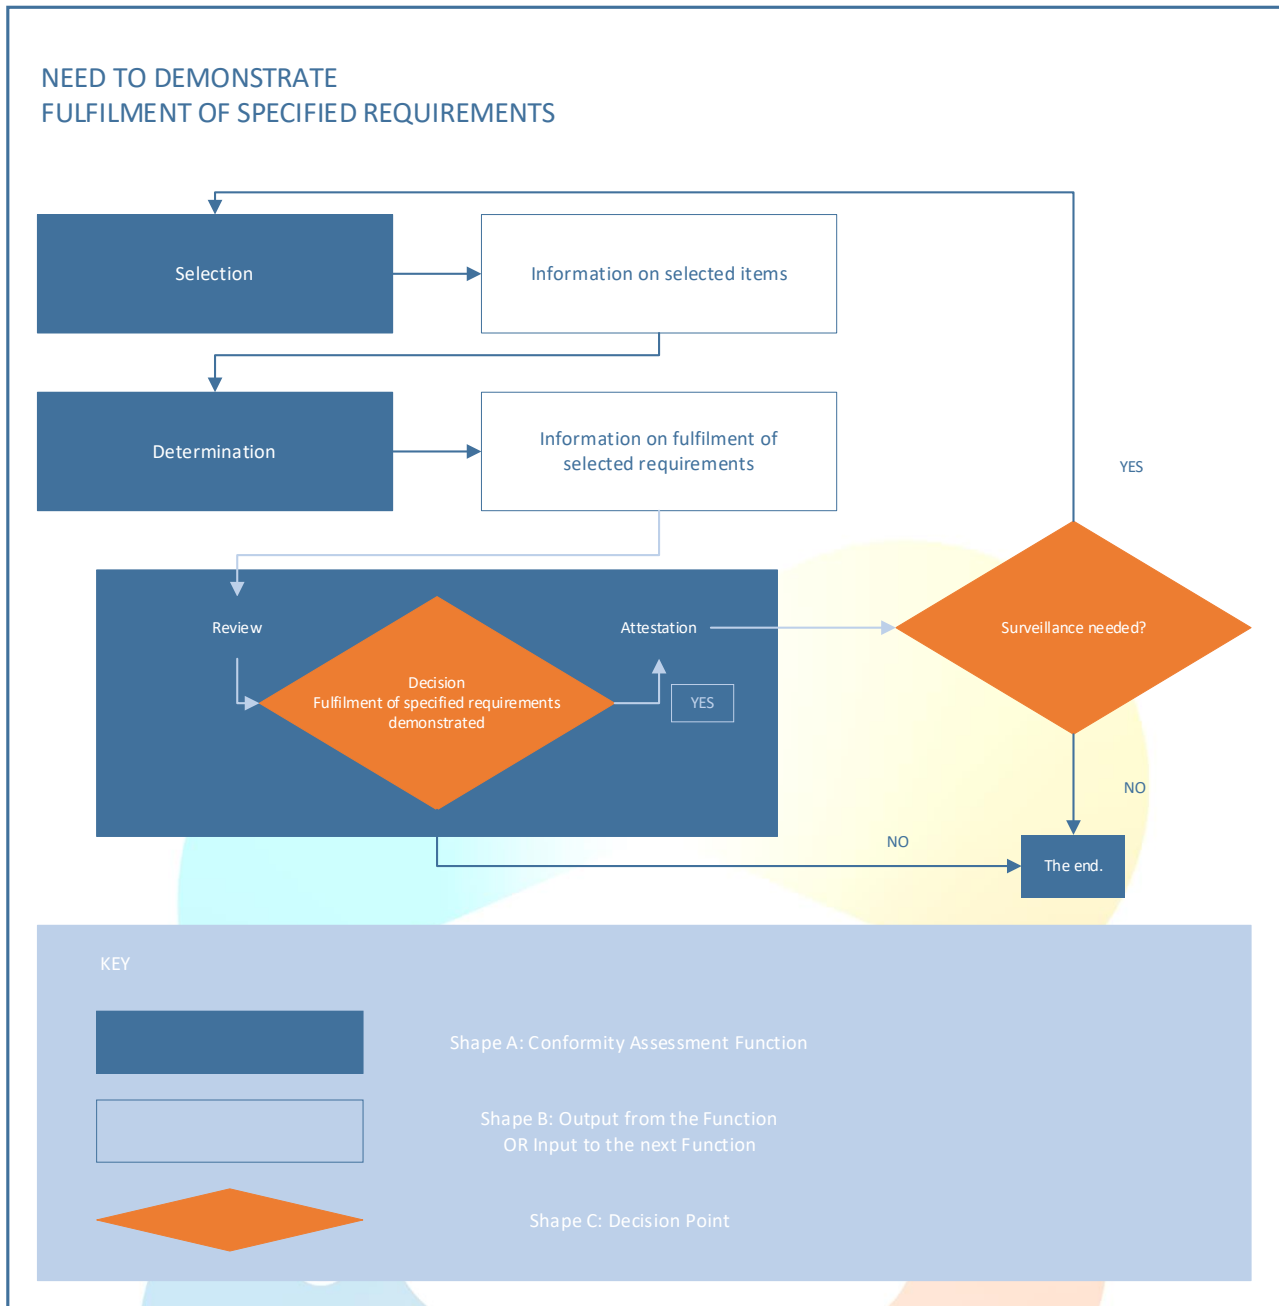 NEED TO DEMONSTRATE
FULFILMENT OF SPECIFIED REQUIREMENTS
Selection
Information on selected items
Determination
Information on fulfilment of
selected requirements
YES
Review
Attestation
Surveillance needed?
Decision
Fulfilment of specified requirements
demonstrated
YES
NO
NO
The end.
KEY
Shape A: Conformity Assessment Function
Shape B: Output from the Function
OR Input to the next Function
Shape C: Decision Point